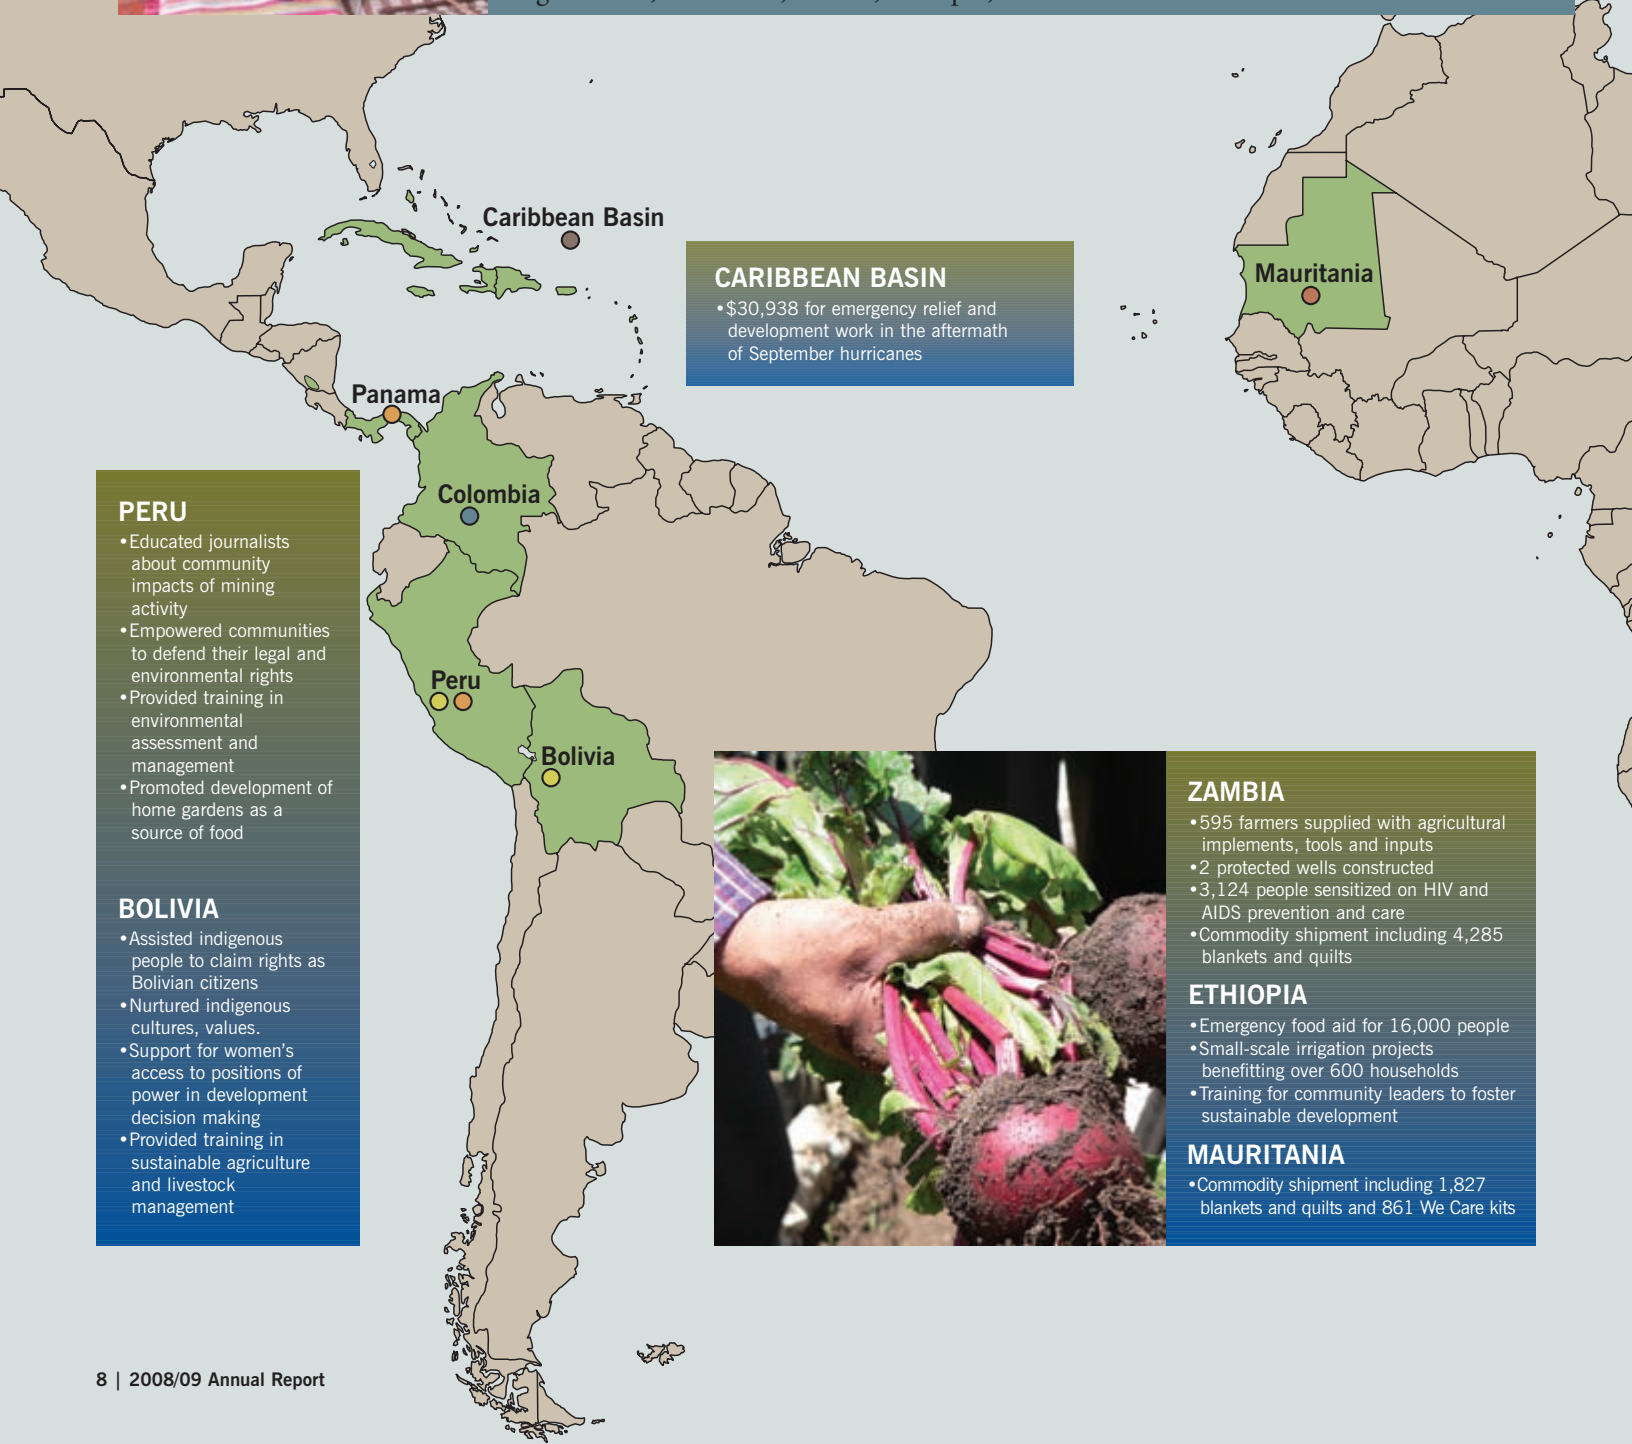 Caribbean Basin
CARIBBEAN BASIN
•$30,938 for emergency relief and
development work in the aftermath
of September hurricanes
Mauritania
Panama
Colombia
Peru
Bolivia
PERU
•Educated journalists
about community
impacts of mining
activity
•Empowered communities
to defend their legal and
environmental rights
•Provided training in
environmental
assessment and
management
•Promoted development of
home gardens as a
source of food
BOLIVIA
•Assisted indigenous
people to claim rights as
Bolivian citizens
•Nurtured indigenous
cultures, values.
•Support for women's
access to positions of
power in development
decision making
•Provided training in
sustainable agriculture
and livestock
management
ZAMBIA
•595 farmers supplied with agricultural
implements, tools and inputs
•2 protected wells constructed
•3,124 people sensitized on HIV and
AIDS prevention and care
•Commodity shipment including 4,285
blankets and quilts
ETHIOPIA
•Emergency food aid for 16,000 people
•Small-scale irrigation projects
benefitting over 600 households
•Training for community leaders to foster
sustainable development
MAURITANIA
•Commodity shipment including 1,827
blankets and quilts and 861 We Care kits
8 | 2008/09 Annual Report